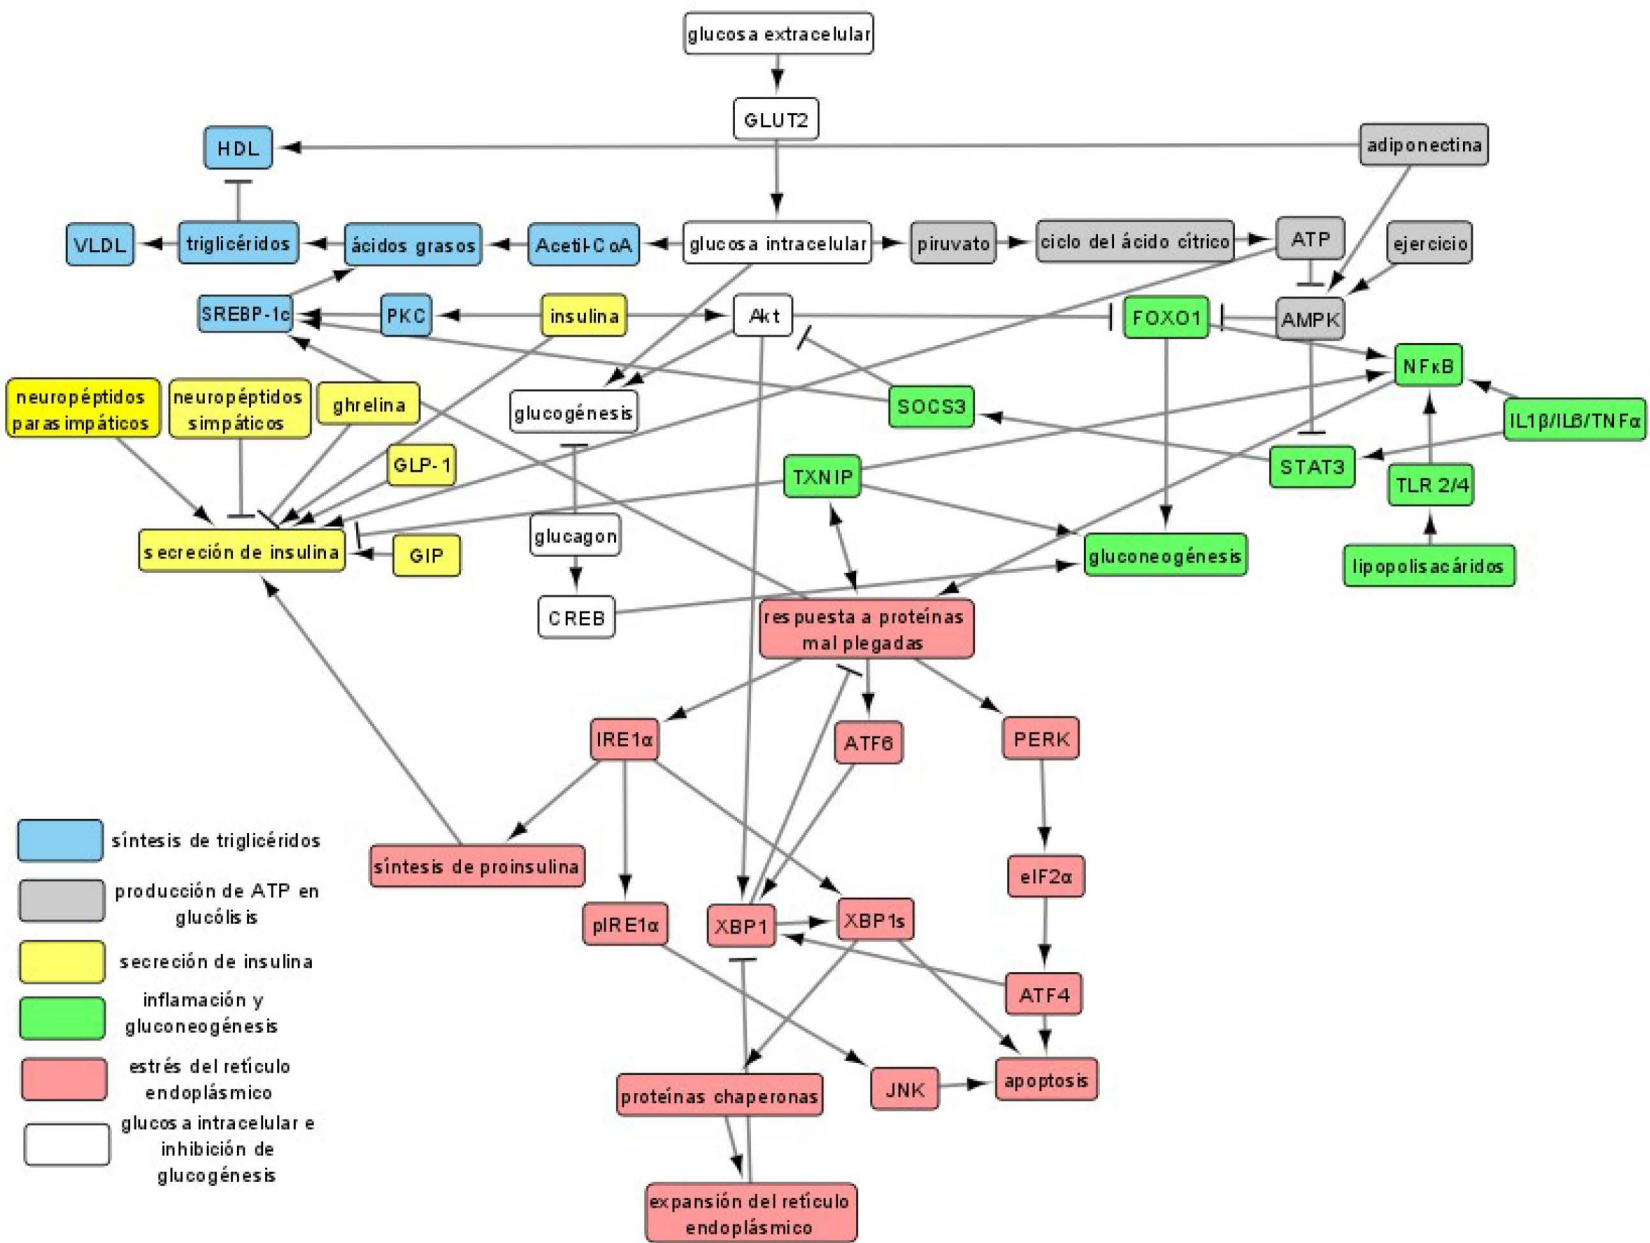 glucosa extracelular
GLUT2
HDL
adiponectina
VLDL
triglicéridos
ácidos grasos
Acetil-CoA
glucosa intracelular
piruvato
ciclo del ácido cítrico
ATP
ejercicio
SREBP-1c
PKC
insulina
Akt
FOXO1
AMPK
NFκB
neuropéptidos
parasimpáticos
neuropéptidos
simpáticos
ghrelina
glucogénesis
SOCS3
IL1β/IL6/TNFα
GLP-1
TXNIP
STAT3
TLR 2/4
secreción de insulina
GIP
glucagon
gluconeogénesis
lipopolisacáridos
CREB
respuesta a proteínas
mal plegadas
IRE1α
ATF6
PERK
síntesis de proinsulina
eIF2α
pIRE1α
XBP1
XBP1s
ATF4
proteínas chaperonas
JNK
apoptosis
expansión del retículo
endoplásmico
síntesis de triglicéridos
producción de ATP en
glucólisis
secreción de insulina
inflamación y
gluconeogénesis
estrés del retículo
endoplásmico
glucosa intracelular e
inhibición de
glucogénesis